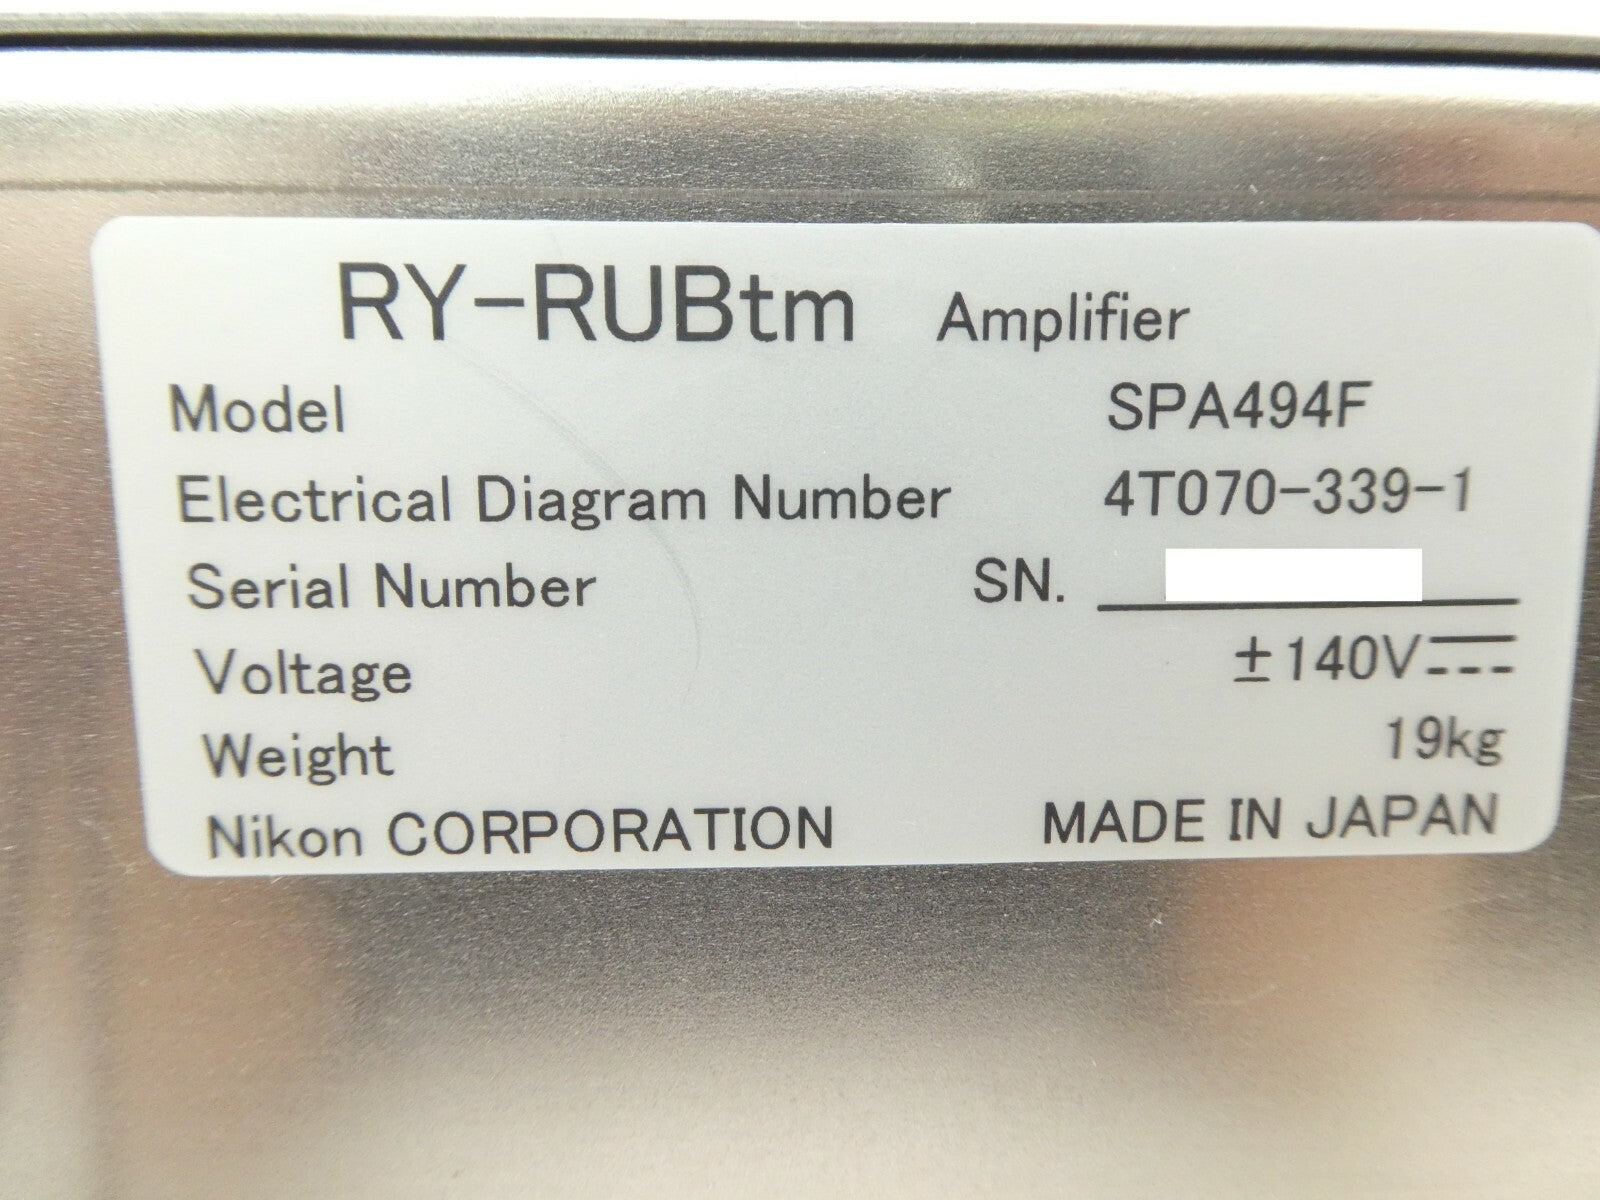 RY-RUBtm Amplifier
Model SPA494F
Electrical Diagram Number 4T070-339-1
Serial Number SN.
Voltage ±140V⎓
Weight 19kg
Nikon CORPORATION MADE IN JAPAN